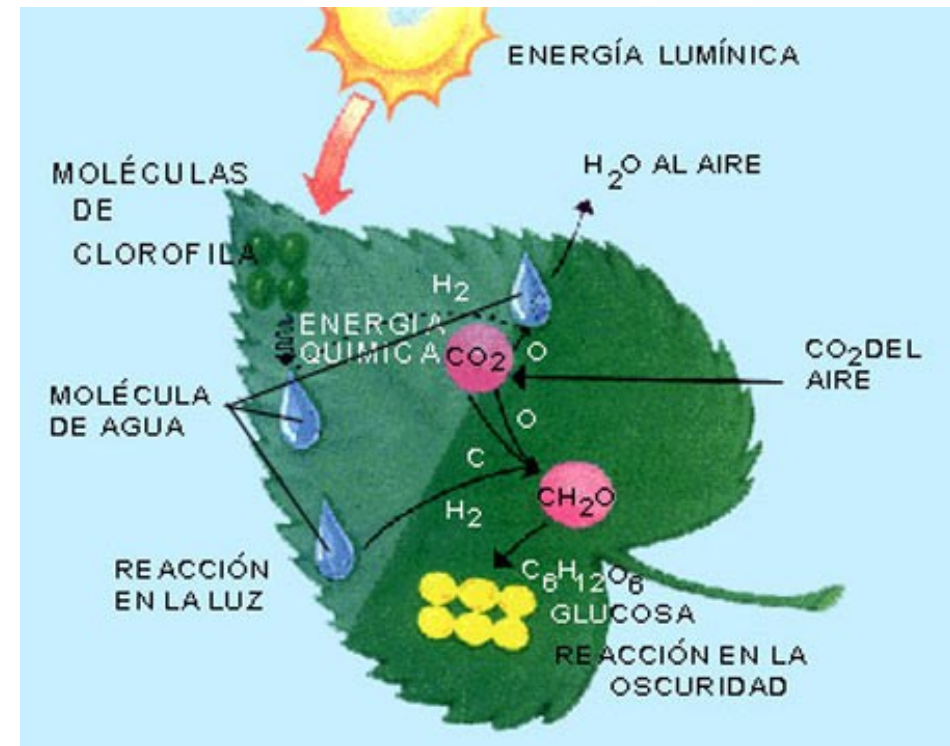 ENERGÍA LUMÍNICA
H2O AL AIRE
MOLÉCULAS
DE
CLOROFILA
H2
ENERGÍA
QUIMICA
CO2
O
CO2DEL
AIRE
MOLÉCULA
DE AGUA
O
C
CH2O
H2
REACCIÓN
EN LA LUZ
C6H12O6
GLUCOSA
REACCIÓN EN LA
OSCURIDAD